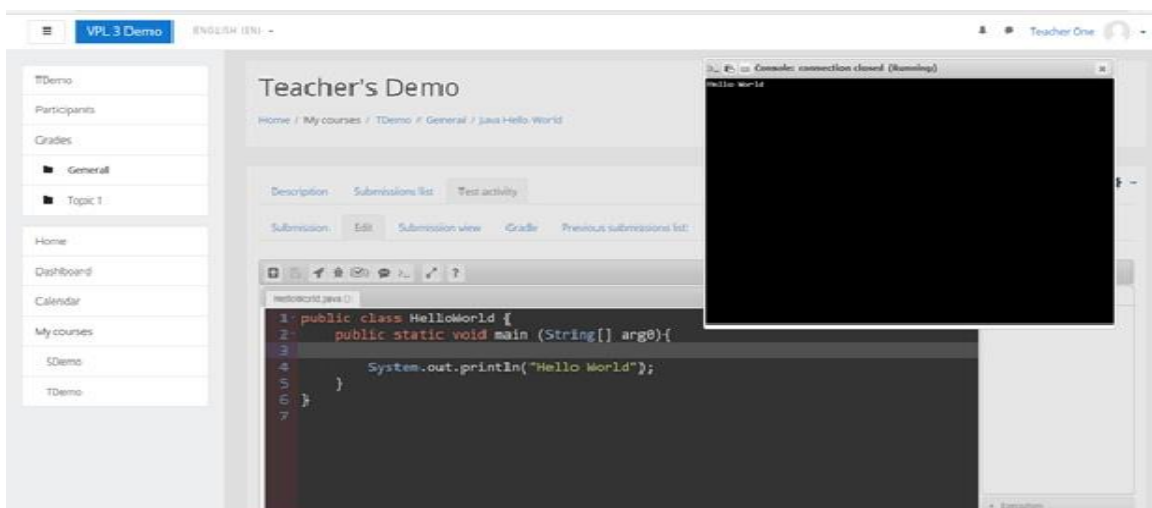 VPL 3 Demo ENGLISH (EN) Teacher One
TDemo
Participants
Grades
General
Topic 1
Home
Dashboard
Calendar
My courses
SDemo
TDemo
Teacher's Demo
Home / My courses / TDemo / General / Java Hello World
Description Submissions list Test activity
Submission Edit Submission view Grade Previous submissions list
>_ ?
HelloWorld.java
1 public class HelloWorld {
2 public static void main (String[] arg0){
3
4 System.out.println("Hello World");
5 }
6 }
7
Console: connection closed (Running)
Hello World